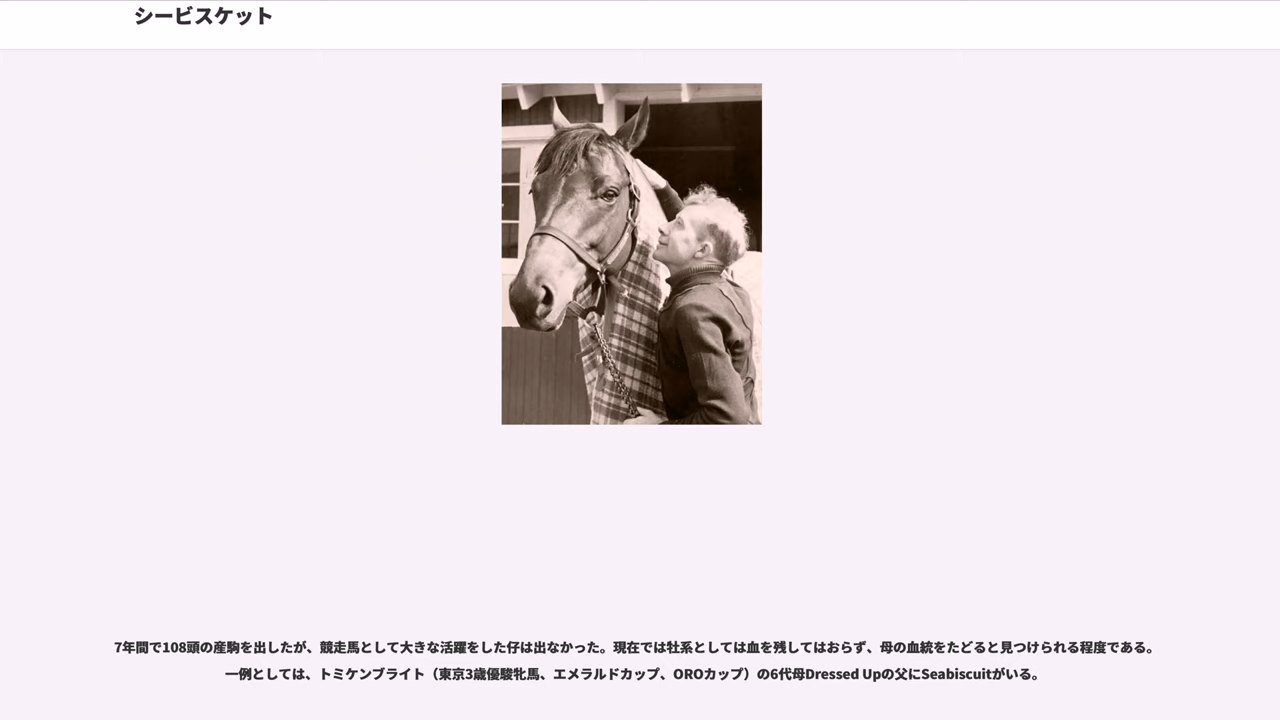 シービスケット
7年間で108頭の産駒を出したが、競走馬として大きな活躍をした仔は出なかった。現在では牡系としては血を残してはおらず、母の血統をたどると見つけられる程度である。
一例としては、トミケンブライト（東京3歳優駿牝馬、エメラルドカップ、OROカップ）の6代母Dressed Upの父にSeabiscuitがいる。